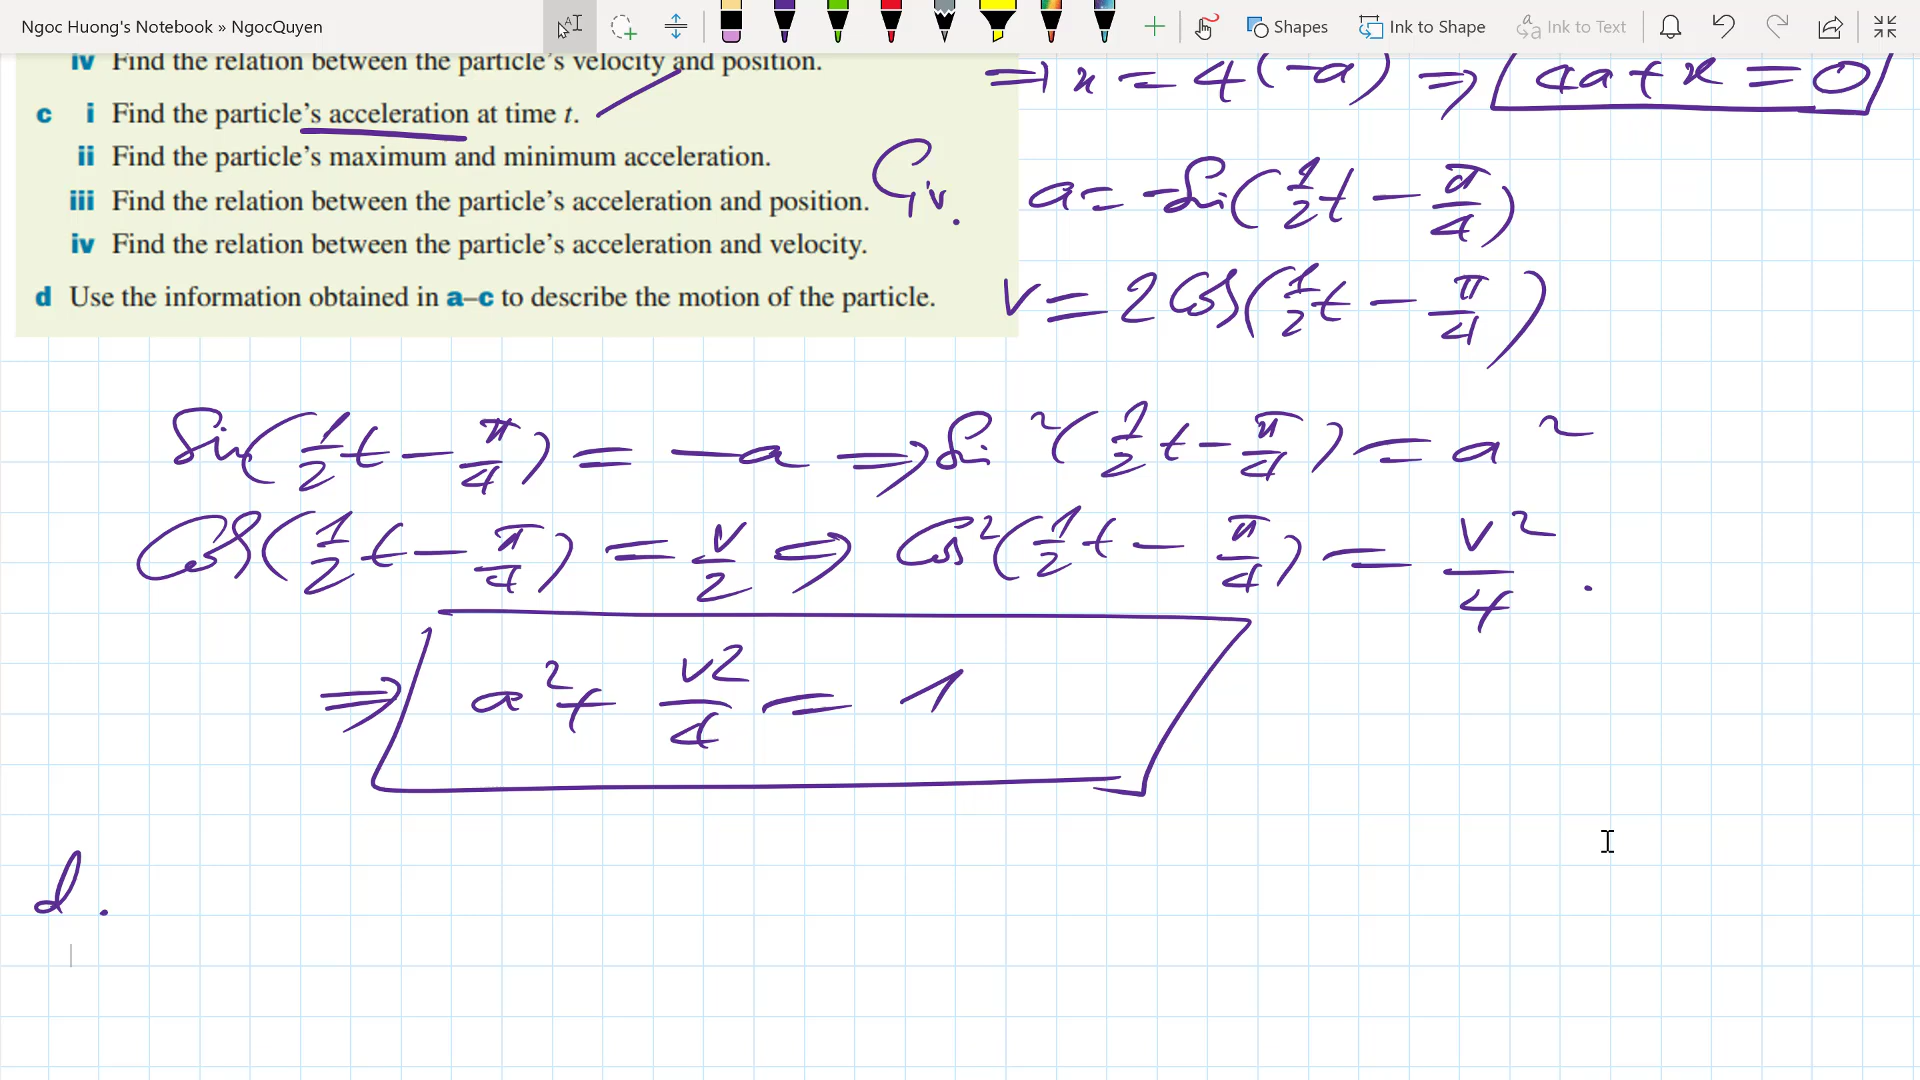 Ngoc Huong's Notebook » NgocQuyen
Shapes
Ink to Shape
Ink to Text
iv Find the relation between the particle's velocity and position.
c i Find the particle's acceleration at time t.
ii Find the particle's maximum and minimum acceleration.
iii Find the relation between the particle's acceleration and position.
iv Find the relation between the particle's acceleration and velocity.
d Use the information obtained in a–c to describe the motion of the particle.
⇒ x = 4(-a) ⇒ 4a + x = 0
C iv. a = -Sin(1/2 t - π/4)
v = 2 Cos(1/2 t - π/4)
Sin(1/2 t - π/4) = -a ⇒ Sin²(1/2 t - π/4) = a²
Cos(1/2 t - π/4) = v/2 ⇒ Cos²(1/2 t - π/4) = v²/4.
⇒ a² + v2/4 = 1
d.